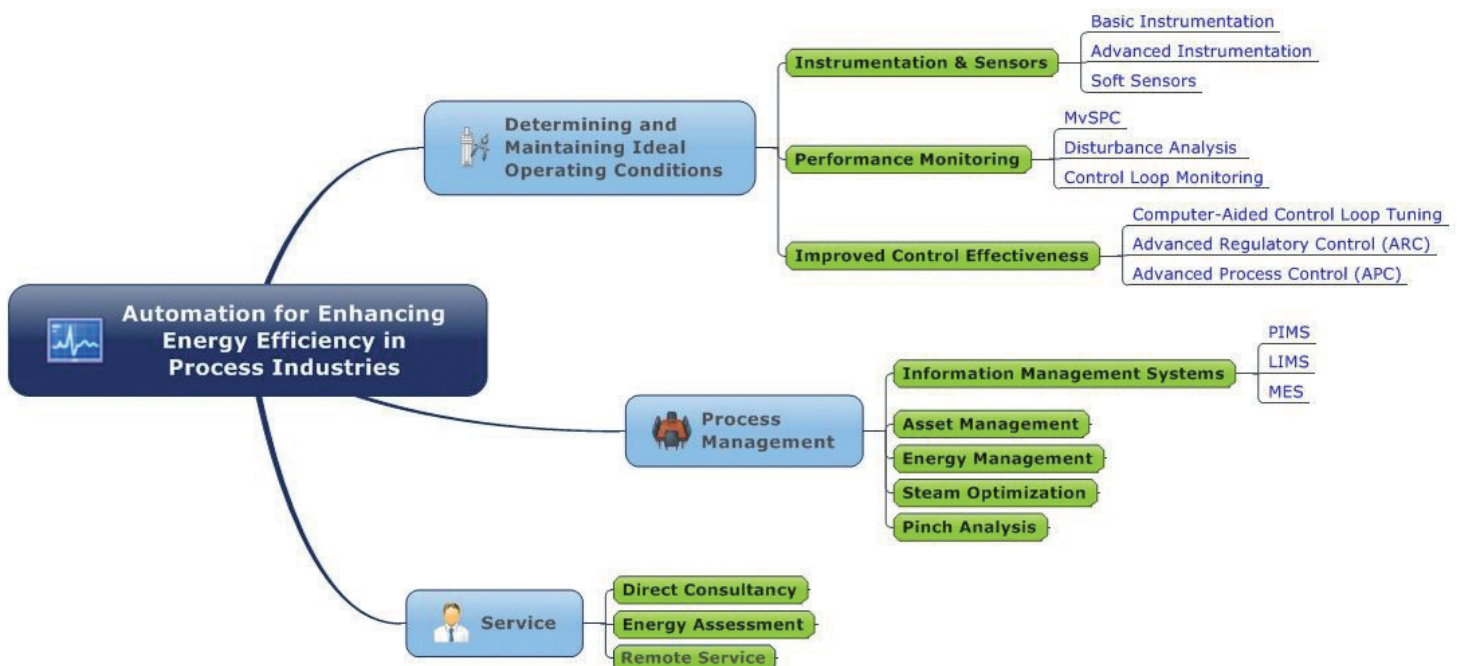 Automation for Enhancing
Energy Efficiency in
Process Industries
Determining and
Maintaining Ideal
Operating Conditions
Instrumentation & Sensors
Basic Instrumentation
Advanced Instrumentation
Soft Sensors
Performance Monitoring
MvSPC
Disturbance Analysis
Control Loop Monitoring
Improved Control Effectiveness
Computer-Aided Control Loop Tuning
Advanced Regulatory Control (ARC)
Advanced Process Control (APC)
Process
Management
Information Management Systems
PIMS
LIMS
MES
Asset Management
Energy Management
Steam Optimization
Pinch Analysis
Service
Direct Consultancy
Energy Assessment
Remote Service